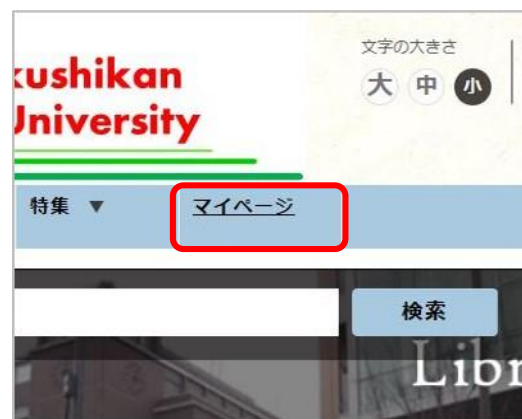 kushikan
University
文字の大きさ
大 中 小
特集 ▼ マイページ
検索
Libr